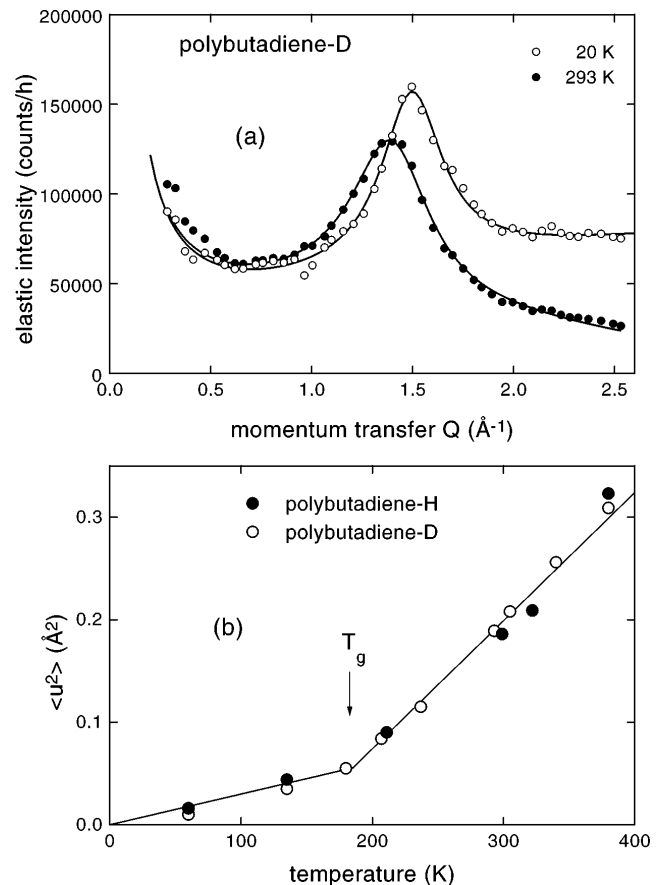 200000
polybutadiene-D
20 K
293 K
150000
(a)
100000
50000
0
elastic intensity (counts/h)
0.0 0.5 1.0 1.5 2.0 2.5
momentum transfer Q (Å-1)
polybutadiene-H
polybutadiene-D
0.3
0.2
(b)
Tg
0.1
0.0
<u2> (Å2)
0 100 200 300 400
temperature (K)